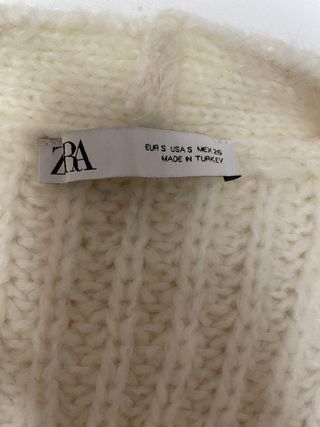 ZARA
EUR S USA S MEX 26
MADE IN TURKEY